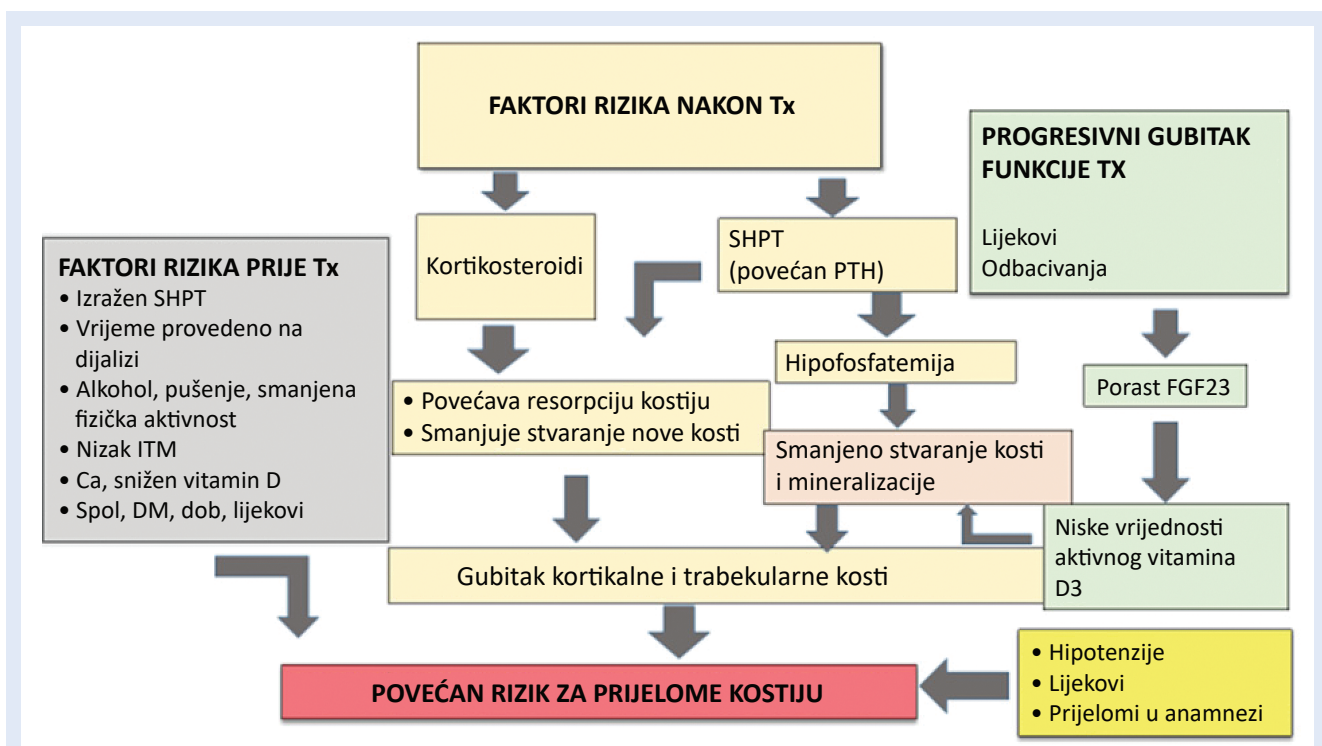 FAKTORI RIZIKA NAKON Tx
PROGRESIVNI GUBITAK
FUNKCIJE TX
Lijekovi
Odbacivanja
FAKTORI RIZIKA PRIJE Tx
• Izražen SHPT
• Vrijeme provedeno na
dijalizi
• Alkohol, pušenje, smanjena
fizička aktivnost
• Nizak ITM
• Ca, snižen vitamin D
• Spol, DM, dob, lijekovi
Kortikosteroidi
SHPT
(povećan PTH)
Hipofosfatemija
Porast FGF23
• Povećava resorpciju kostiju
• Smanjuje stvaranje nove kosti
Smanjeno stvaranje kosti
i mineralizacije
Niske vrijednosti
aktivnog vitamina
D3
Gubitak kortikalne i trabekularne kosti
POVEĆAN RIZIK ZA PRIJELOME KOSTIJU
• Hipotenzije
• Lijekovi
• Prijelomi u anamnezi